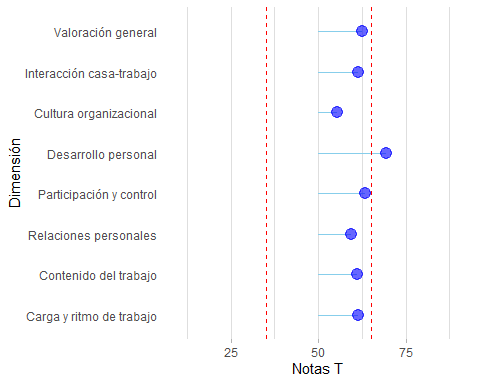 Valoración general
Interacción casa-trabajo
Cultura organizacional
Desarrollo personal
Participación y control
Relaciones personales
Contenido del trabajo
Carga y ritmo de trabajo
Dimensión
25 50 75
Notas T